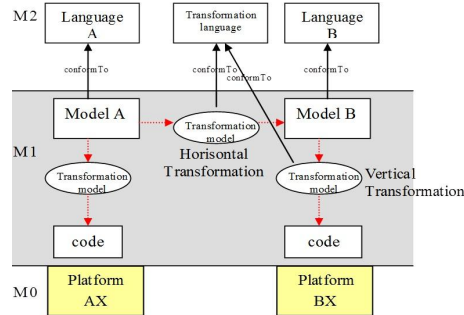 M2
Language
A
Transformation
language
Language
B
conformTo
conformTo
conformTo
conformTo
M1
Model A
Transformation
model
Model B
Horisontal
Transformation
Transformation
model
Transformation
model
Vertical
Transformation
code
code
M0
Platform
AX
Platform
BX